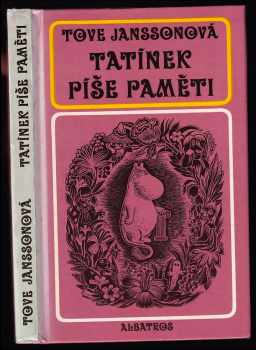 TOVE JANSSONOVÁ
TATÍNEK PÍŠE PAMĚTI
TOVE JANSSONOVÁ
TATÍNEK
PÍŠE PAMĚTI
ALBATROS